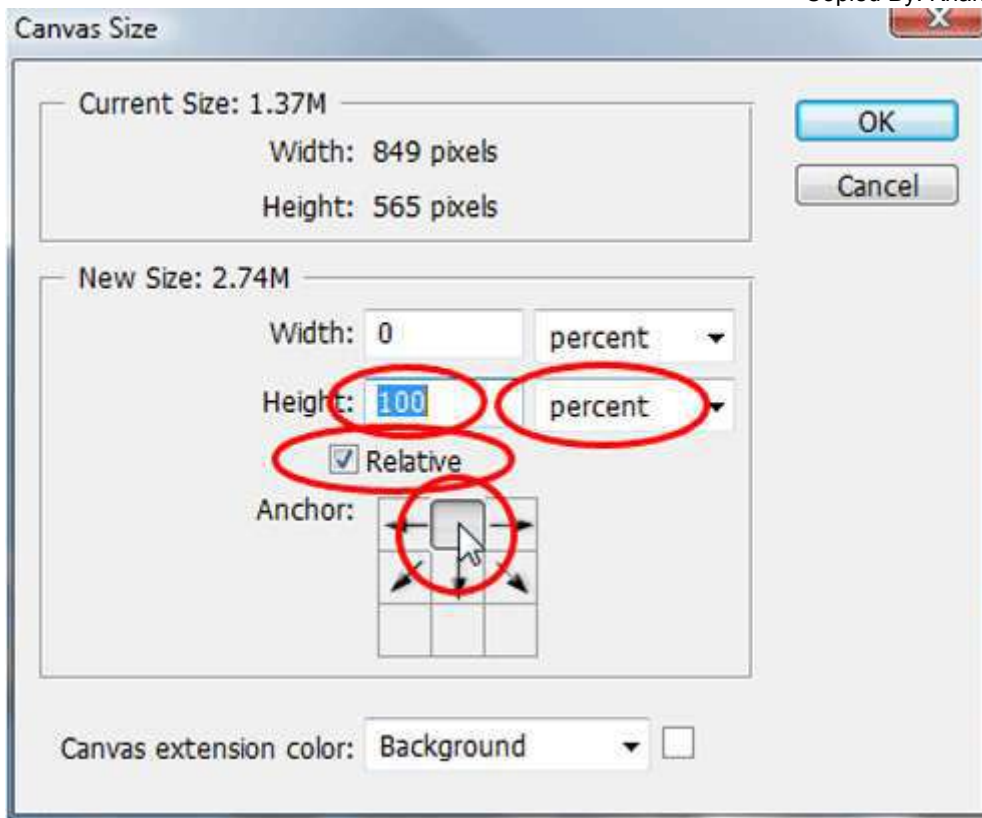 Canvas Size
Current Size: 1.37M
Width: 849 pixels
Height: 565 pixels
OK
Cancel
New Size: 2.74M
Width: 0 percent
Height: 100 percent
Relative
Anchor:
Canvas extension color: Background